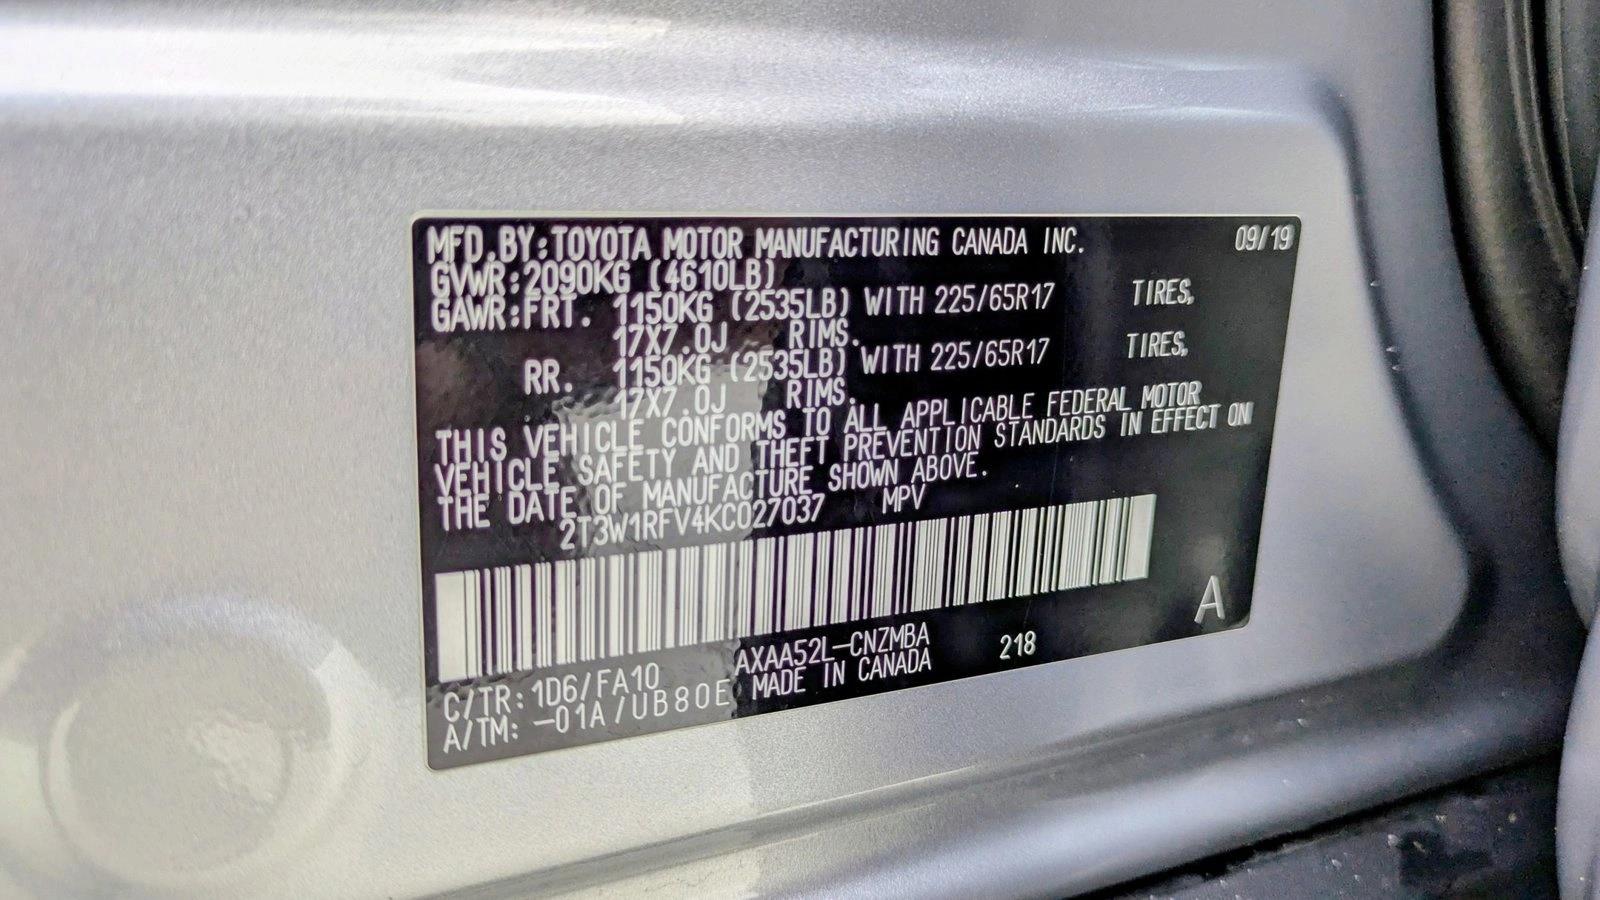 MFD.BY:TOYOTA MOTOR MANUFACTURING CANADA INC. 09/19
GVWR:2090KG (4610LB)
GAWR:FRT. 1150KG (2535LB) WITH 225/65R17 TIRES,
17X7.0J RIMS.
RR. 1150KG (2535LB) WITH 225/65R17 TIRES,
17X7.0J RIMS.
THIS VEHICLE CONFORMS TO ALL APPLICABLE FEDERAL MOTOR
VEHICLE SAFETY AND THEFT PREVENTION STANDARDS IN EFFECT ON
THE DATE OF MANUFACTURE SHOWN ABOVE.
2T3W1RFV4KC027037 MPV
A
AXAA52L-CNZMBA 218
C/TR:1D6/FA10 MADE IN CANADA
A/TM: -01A/UB80E